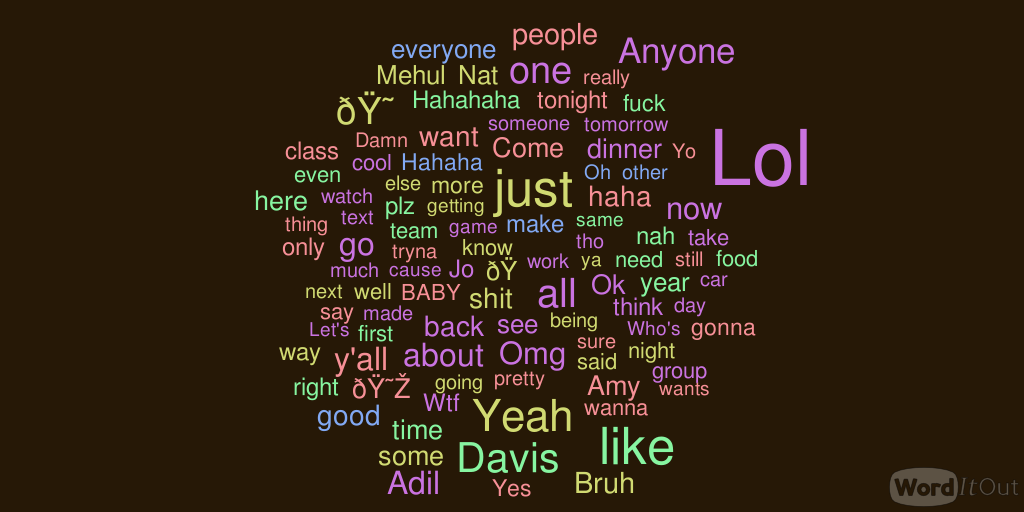 people
everyone Anyone
Mehul Nat one really
ðŸ˜ Hahahaha tonight fuck
someone tomorrow
Damn want
class Come dinner Yo Lol
cool Hahaha Oh other
even else more just haha
here watch plz getting now
thing text team game make same
only go tryna know tho nah take
much cause Jo ðŸ work ya need still food
next well BABY shit all Ok year car
say made think day
Let's first back see being Who's gonna
way y'all about Omg sure said night
right ðŸ˜Ž going pretty Amy group wants
good Wtf Yeah wanna
time like
some Davis
Adil Yes Bruh
WordItOut